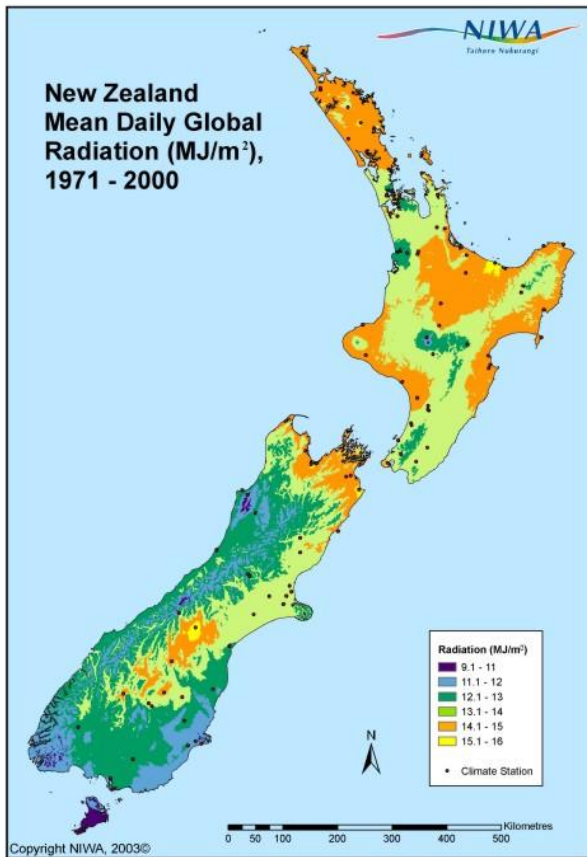 NIWA
Taihoro Nukurangi
New Zealand
Mean Daily Global
Radiation (MJ/m²),
1971 - 2000
Radiation (MJ/m²)
9.1 - 11
11.1 - 12
12.1 - 13
13.1 - 14
14.1 - 15
15.1 - 16
Climate Station
N
Kilometres
0 25 50 100 150 200 300 400 500
Copyright NIWA, 2003©